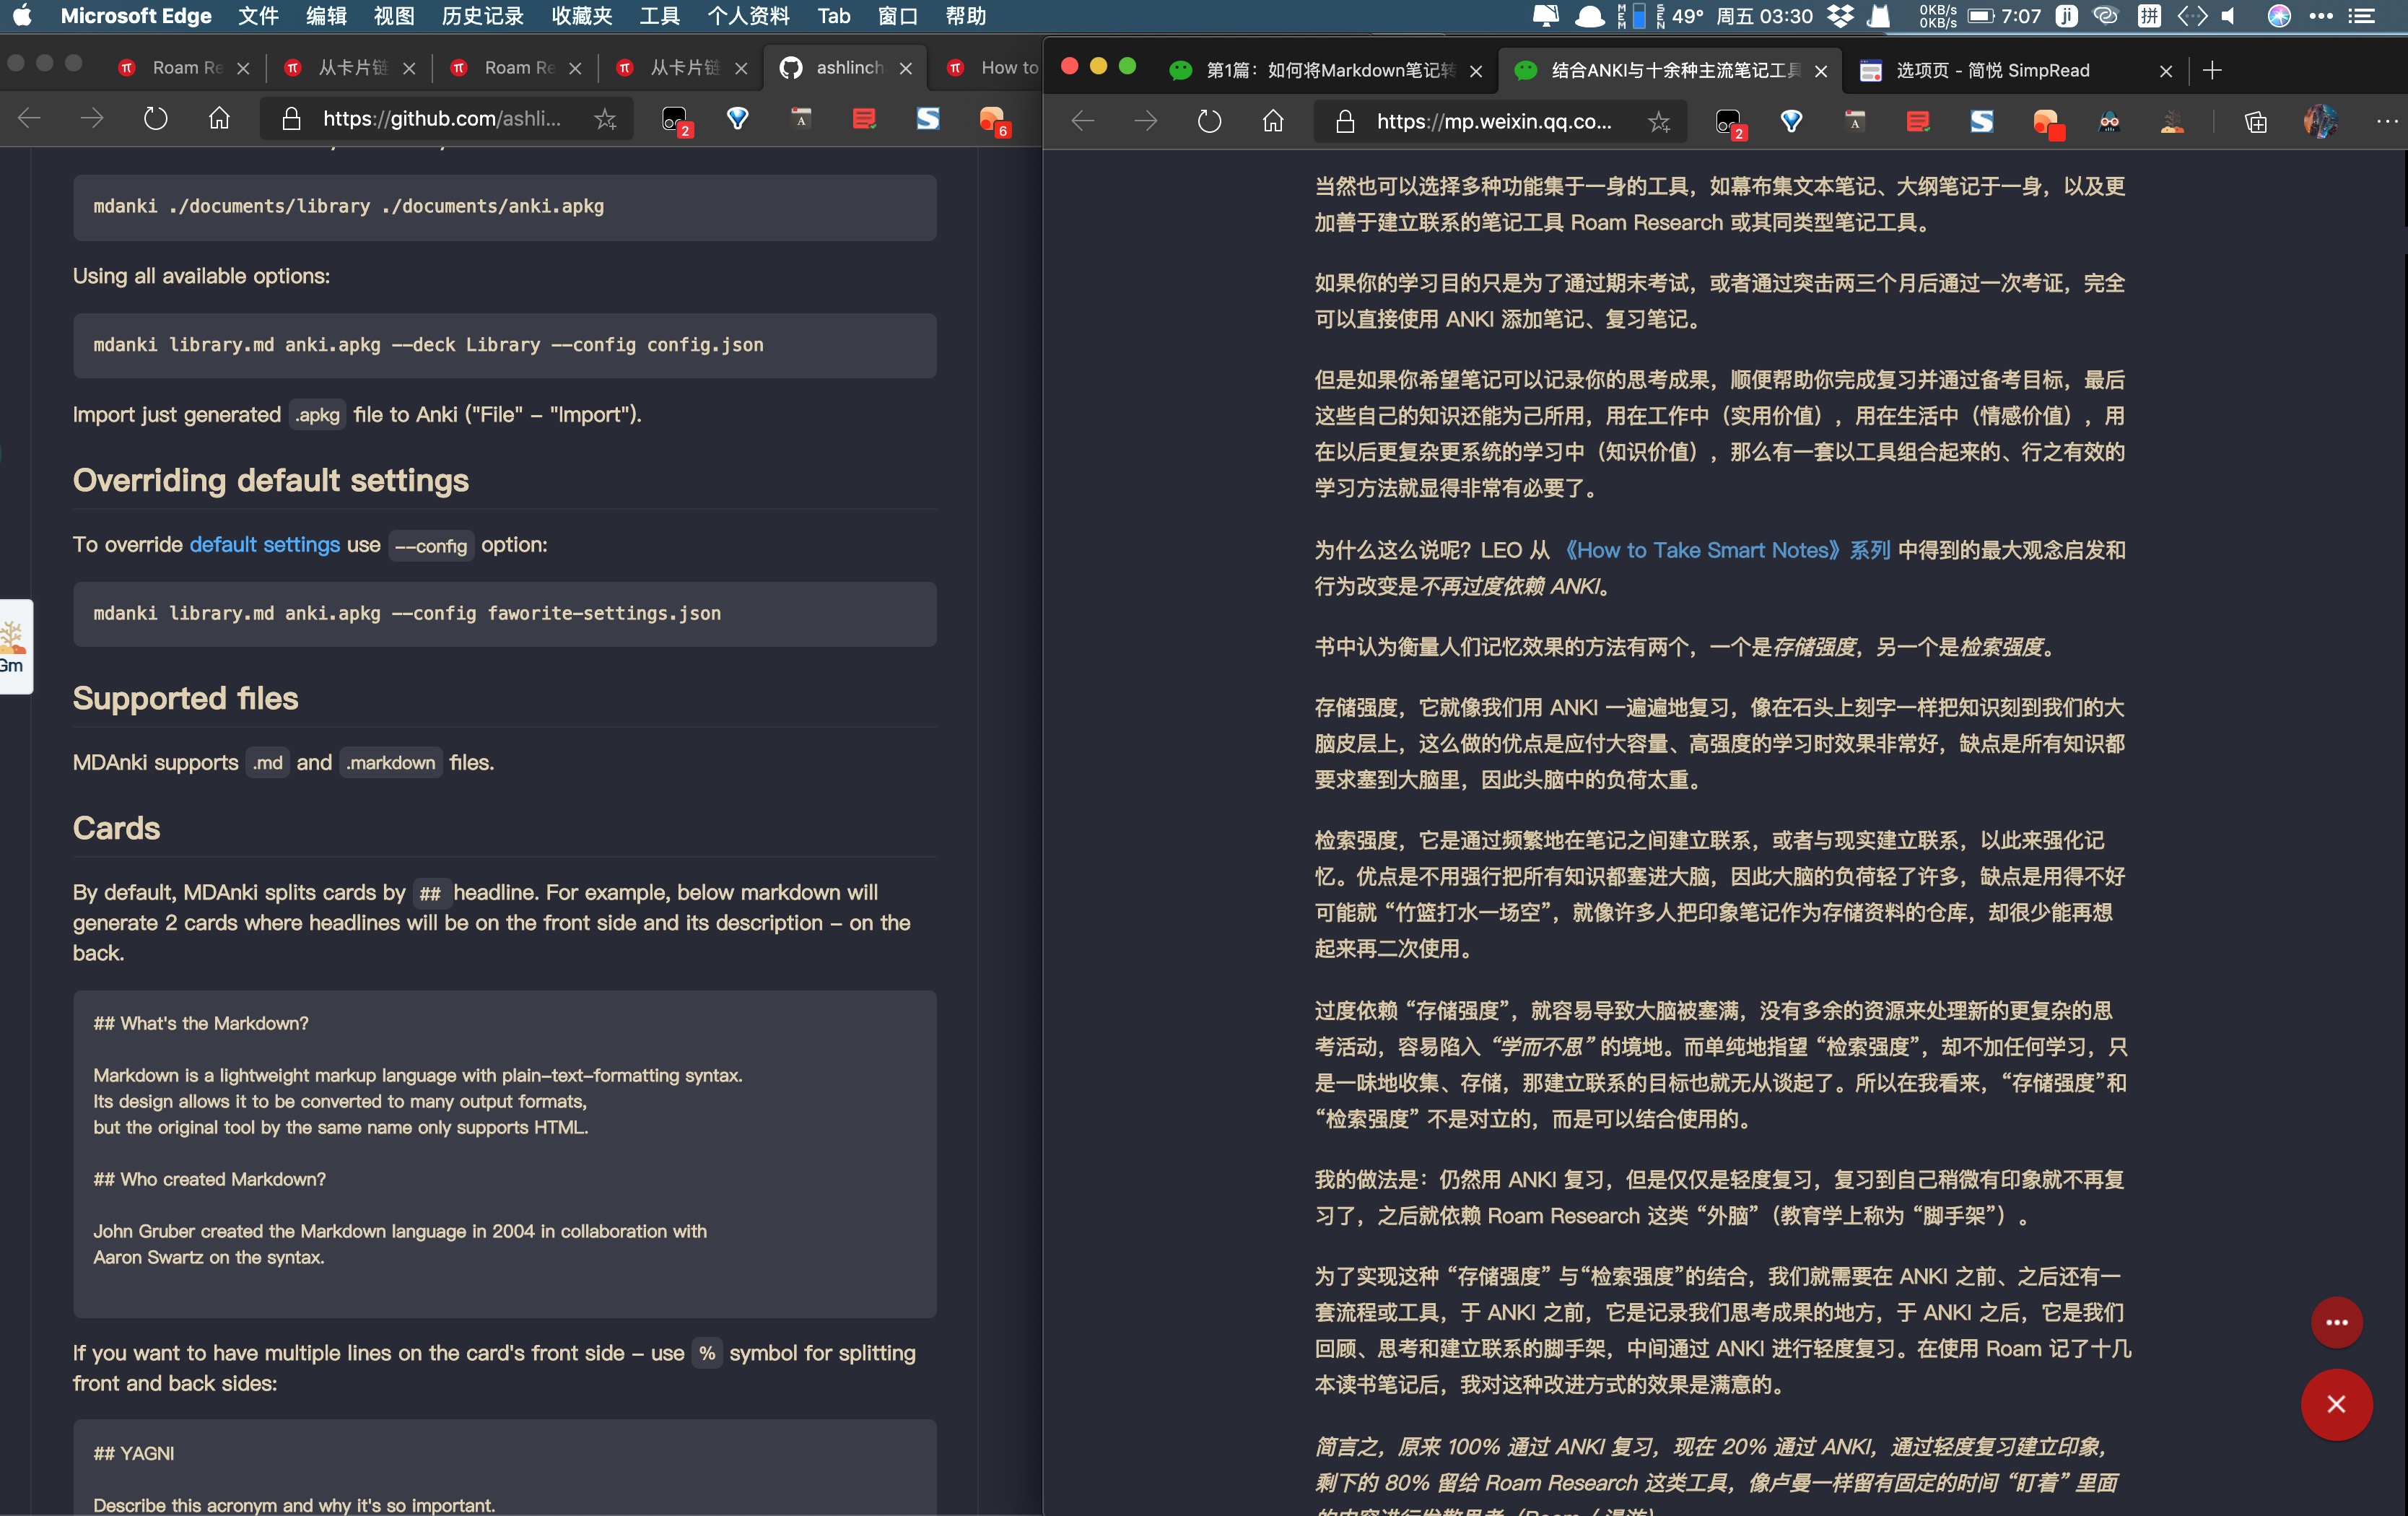 Microsoft Edge 文件 编辑 视图 历史记录 收藏夹 工具 个人资料 Tab 窗口 帮助
MEM SEN 49° 周五 03:30 0KB/s 0KB/s 7:07 ji 拼
Roam Re 从卡片链 Roam Re 从卡片链 ashlinch How to
https://github.com/ashli... 2 A S 6
mdanki ./documents/library ./documents/anki.apkg
Using all available options:
mdanki library.md anki.apkg --deck Library --config config.json
Import just generated .apkg file to Anki ("File" – "Import").
Overriding default settings
To override default settings use --config option:
mdanki library.md anki.apkg --config faworite-settings.json
Gm
Supported files
MDAnki supports .md and .markdown files.
Cards
By default, MDAnki splits cards by ## headline. For example, below markdown will
generate 2 cards where headlines will be on the front side and its description – on the
back.
## What's the Markdown?
Markdown is a lightweight markup language with plain-text-formatting syntax.
Its design allows it to be converted to many output formats,
but the original tool by the same name only supports HTML.
## Who created Markdown?
John Gruber created the Markdown language in 2004 in collaboration with
Aaron Swartz on the syntax.
If you want to have multiple lines on the card's front side – use % symbol for splitting
front and back sides:
## YAGNI
Describe this acronym and why it's so important.
第1篇：如何将Markdown笔记转 结合ANKI与十余种主流笔记工具 选项页 - 简悦 SimpRead
https://mp.weixin.qq.co... 2 A S
当然也可以选择多种功能集于一身的工具，如幕布集文本笔记、大纲笔记于一身，以及更
加善于建立联系的笔记工具 Roam Research 或其同类型笔记工具。
如果你的学习目的只是为了通过期末考试，或者通过突击两三个月后通过一次考证，完全
可以直接使用 ANKI 添加笔记、复习笔记。
但是如果你希望笔记可以记录你的思考成果，顺便帮助你完成复习并通过备考目标，最后
这些自己的知识还能为己所用，用在工作中（实用价值），用在生活中（情感价值），用
在以后更复杂更系统的学习中（知识价值），那么有一套以工具组合起来的、行之有效的
学习方法就显得非常有必要了。
为什么这么说呢？LEO 从 《How to Take Smart Notes》系列 中得到的最大观念启发和
行为改变是不再过度依赖 ANKI。
书中认为衡量人们记忆效果的方法有两个，一个是存储强度，另一个是检索强度。
存储强度，它就像我们用 ANKI 一遍遍地复习，像在石头上刻字一样把知识刻到我们的大
脑皮层上，这么做的优点是应付大容量、高强度的学习时效果非常好，缺点是所有知识都
要求塞到大脑里，因此头脑中的负荷太重。
检索强度，它是通过频繁地在笔记之间建立联系，或者与现实建立联系，以此来强化记
忆。优点是不用强行把所有知识都塞进大脑，因此大脑的负荷轻了许多，缺点是用得不好
可能就“竹篮打水一场空”，就像许多人把印象笔记作为存储资料的仓库，却很少能再想
起来再二次使用。
过度依赖“存储强度”，就容易导致大脑被塞满，没有多余的资源来处理新的更复杂的思
考活动，容易陷入“学而不思”的境地。而单纯地指望“检索强度”，却不加任何学习，只
是一味地收集、存储，那建立联系的目标也就无从谈起了。所以在我看来，“存储强度”和
“检索强度” 不是对立的，而是可以结合使用的。
我的做法是：仍然用 ANKI 复习，但是仅仅是轻度复习，复习到自己稍微有印象就不再复
习了，之后就依赖 Roam Research 这类“外脑”（教育学上称为“脚手架”）。
为了实现这种 “存储强度” 与“检索强度”的结合，我们就需要在 ANKI 之前、之后还有一
套流程或工具，于 ANKI 之前，它是记录我们思考成果的地方，于 ANKI 之后，它是我们
回顾、思考和建立联系的脚手架，中间通过 ANKI 进行轻度复习。在使用 Roam 记了十几
本读书笔记后，我对这种改进方式的效果是满意的。
简言之，原来 100% 通过 ANKI 复习，现在 20% 通过 ANKI，通过轻度复习建立印象，
剩下的 80% 留给 Roam Research 这类工具，像卢曼一样留有固定的时间“盯着”里面